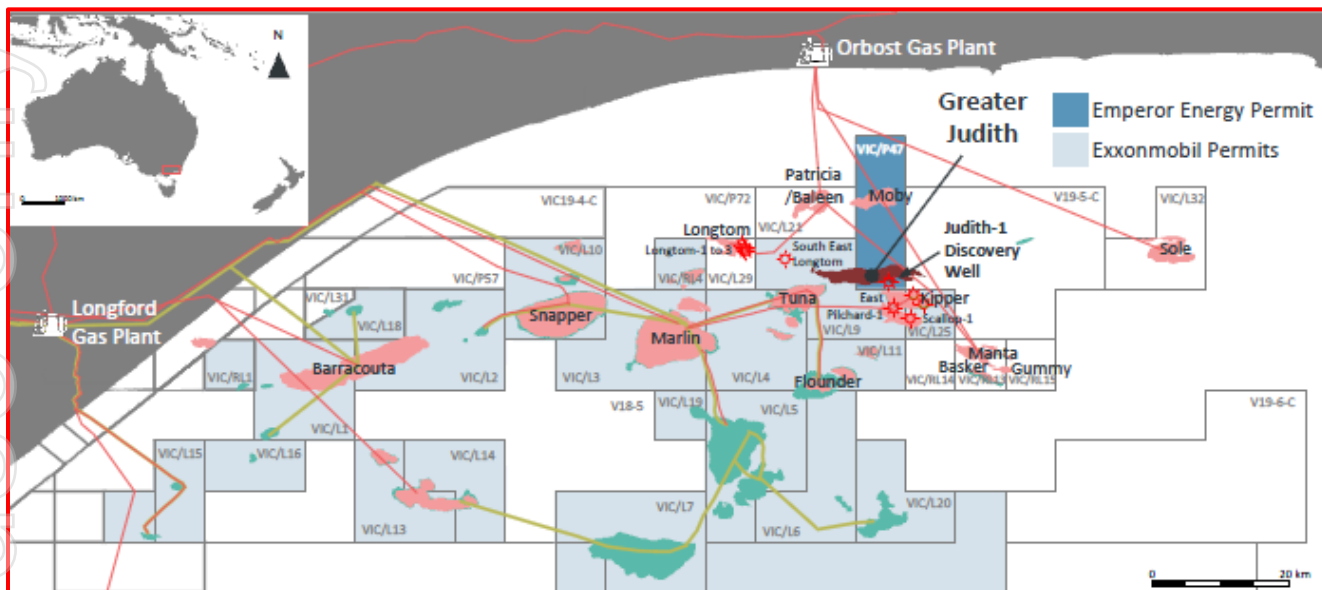 N
Orbost Gas Plant
Greater
Judith
Emperor Energy Permit
Exxonmobil Permits
VIC/P47
Patricia
/Baleen
Moby
VIC19-4-C
VIC/P72
VIC/L21
V19-5-C
VIC/L32
Longtom
Longtom-1 to 3
South East
Longtom
Judith-1
Discovery
Well
Sole
VIC/L10
VIC/P57
VIC/RL4
VIC/L29
East
Pilchard-1
Kipper
Scallop-1
VIC/L25
Tuna
VIC/L9
VIC/L31
VIC/L18
Snapper
Marlin
Longford
Gas Plant
Barracouta
VIC/RL1
VIC/L2
VIC/L3
VIC/L4
VIC/L11
Flounder
Manta
Basker
Gummy
VIC/RL14
VIC/RL13
VIC/RL15
V18-5
VIC/L19
VIC/L5
V19-6-C
VIC/L1
VIC/L15
VIC/L16
VIC/L14
VIC/L13
VIC/L7
VIC/L6
VIC/L20
0
20 km